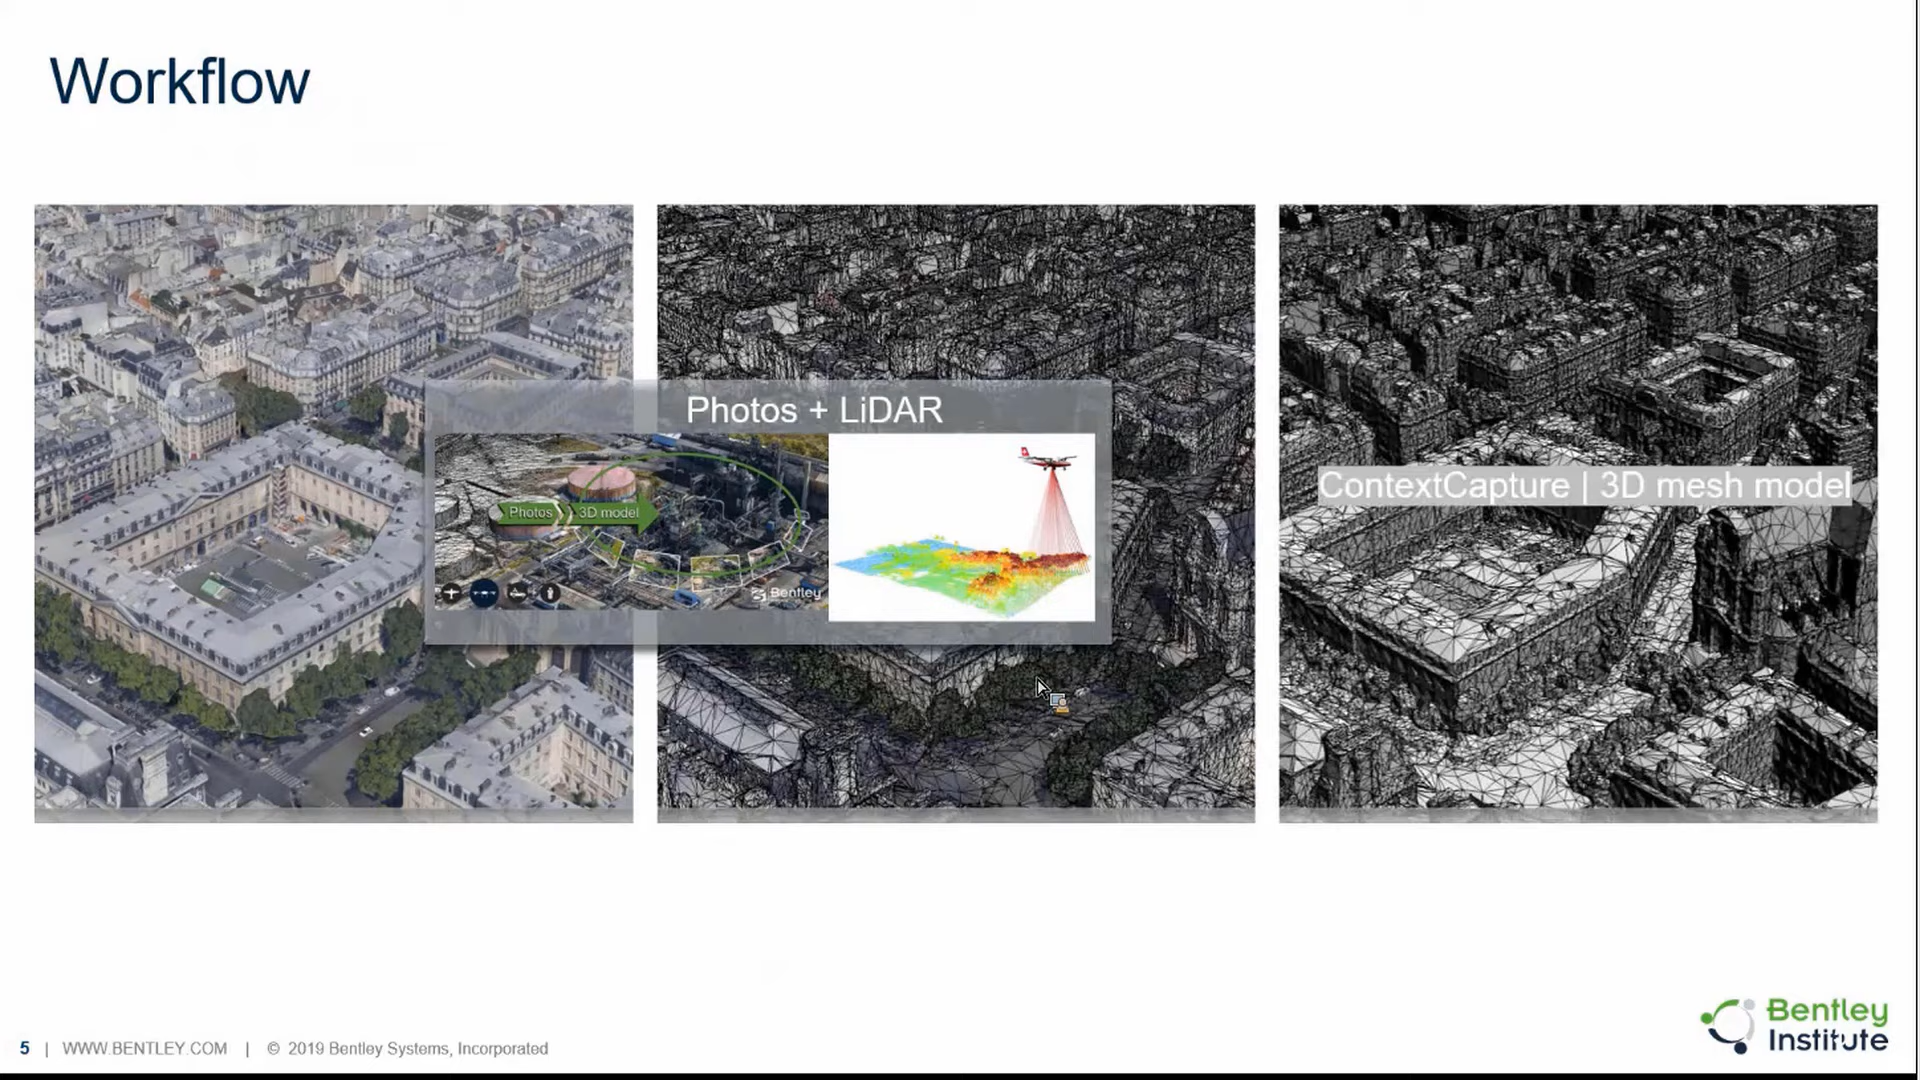 Workflow
Photos + LiDAR
Photos
3D model
Bentley
ContextCapture | 3D mesh model
5 | WWW.BENTLEY.COM | © 2019 Bentley Systems, Incorporated
Bentley
Institute